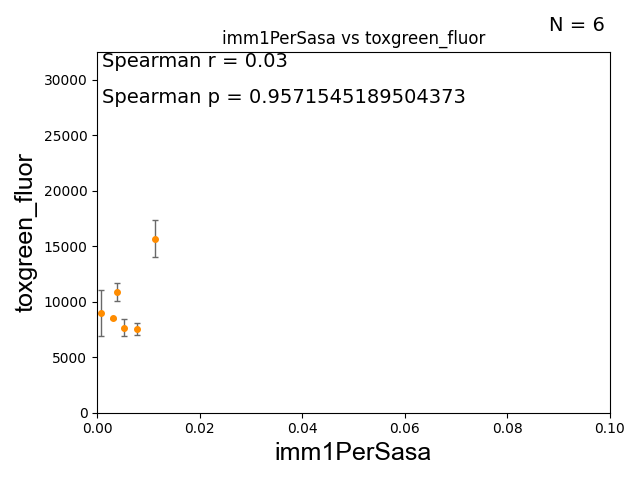 N = 6
imm1PerSasa vs toxgreen_fluor
Spearman r = 0.03
Spearman p = 0.9571545189504373
30000
25000
20000
15000
10000
5000
0
toxgreen_fluor
0.00 0.02 0.04 0.06 0.08 0.10
imm1PerSasa